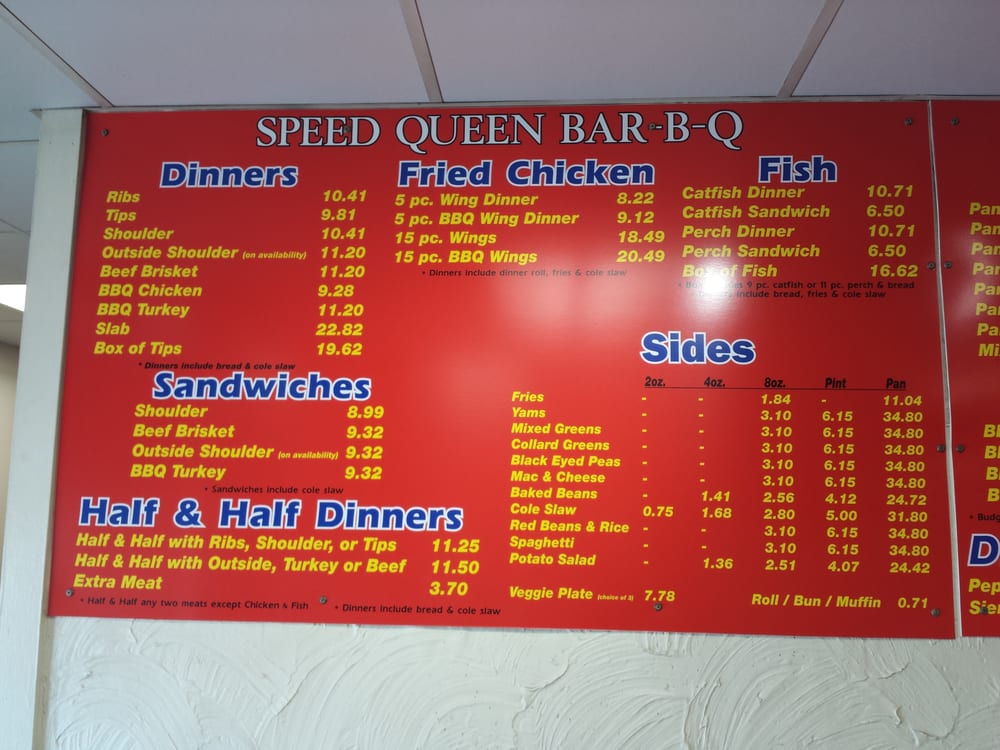 SPEED QUEEN BAR-B-Q
Dinners
Ribs 10.41
Tips 9.81
Shoulder 10.41
Outside Shoulder (on availability) 11.20
Beef Brisket 11.20
BBQ Chicken 9.28
BBQ Turkey 11.20
Slab 22.82
Box of Tips 19.62
• Dinners include bread & cole slaw
Sandwiches
Shoulder 8.99
Beef Brisket 9.32
Outside Shoulder (on availability) 9.32
BBQ Turkey 9.32
• Sandwiches include cole slaw
Half & Half Dinners
Half & Half with Ribs, Shoulder, or Tips 11.25
Half & Half with Outside, Turkey or Beef 11.50
Extra Meat 3.70
• Half & Half any two meats except Chicken & Fish • Dinners include bread & cole slaw
Fried Chicken
5 pc. Wing Dinner 8.22
5 pc. BBQ Wing Dinner 9.12
15 pc. Wings 18.49
15 pc. BBQ Wings 20.49
• Dinners include dinner roll, fries & cole slaw
Fish
Catfish Dinner 10.71
Catfish Sandwich 6.50
Perch Dinner 10.71
Perch Sandwich 6.50
Box of Fish 16.62
9 pc. catfish or 11 pc. perch & bread
include bread, fries & cole slaw
Sides
2oz. 4oz. 8oz. Pint Pan
Fries - - 1.84 - 11.04
Yams - - 3.10 6.15 34.80
Mixed Greens - - 3.10 6.15 34.80
Collard Greens - - 3.10 6.15 34.80
Black Eyed Peas - - 3.10 6.15 34.80
Mac & Cheese - - 3.10 6.15 34.80
Baked Beans - 1.41 2.56 4.12 24.72
Cole Slaw 0.75 1.68 2.80 5.00 31.80
Red Beans & Rice - - 3.10 6.15 34.80
Spaghetti - - 3.10 6.15 34.80
Potato Salad - 1.36 2.51 4.07 24.42
Veggie Plate (choice of 3) 7.78
Roll / Bun / Muffin 0.71